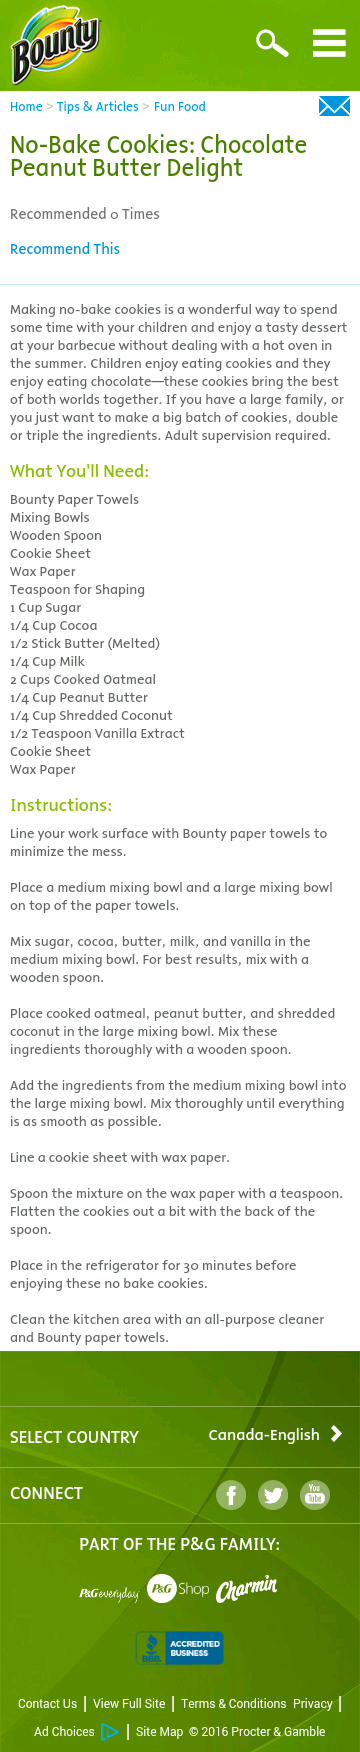 Bounty
Home > Tips & Articles > Fun Food
No-Bake Cookies: Chocolate
Peanut Butter Delight
Recommended 0 Times
Recommend This
Making no-bake cookies is a wonderful way to spend
some time with your children and enjoy a tasty dessert
at your barbecue without dealing with a hot oven in
the summer. Children enjoy eating cookies and they
enjoy eating chocolate—these cookies bring the best
of both worlds together. If you have a large family, or
you just want to make a big batch of cookies, double
or triple the ingredients. Adult supervision required.
What You'll Need:
Bounty Paper Towels
Mixing Bowls
Wooden Spoon
Cookie Sheet
Wax Paper
Teaspoon for Shaping
1 Cup Sugar
1/4 Cup Cocoa
1/2 Stick Butter (Melted)
1/4 Cup Milk
2 Cups Cooked Oatmeal
1/4 Cup Peanut Butter
1/4 Cup Shredded Coconut
1/2 Teaspoon Vanilla Extract
Cookie Sheet
Wax Paper
Instructions:
Line your work surface with Bounty paper towels to
minimize the mess.
Place a medium mixing bowl and a large mixing bowl
on top of the paper towels.
Mix sugar, cocoa, butter, milk, and vanilla in the
medium mixing bowl. For best results, mix with a
wooden spoon.
Place cooked oatmeal, peanut butter, and shredded
coconut in the large mixing bowl. Mix these
ingredients thoroughly with a wooden spoon.
Add the ingredients from the medium mixing bowl into
the large mixing bowl. Mix thoroughly until everything
is as smooth as possible.
Line a cookie sheet with wax paper.
Spoon the mixture on the wax paper with a teaspoon.
Flatten the cookies out a bit with the back of the
spoon.
Place in the refrigerator for 30 minutes before
enjoying these no bake cookies.
Clean the kitchen area with an all-purpose cleaner
and Bounty paper towels.
SELECT COUNTRY Canada-English
CONNECT f You Tube
PART OF THE P&G FAMILY:
P&G everyday P&G Shop Charmin
BBB ACCREDITED BUSINESS
Contact Us | View Full Site | Terms & Conditions Privacy |
Ad Choices | Site Map © 2016 Procter & Gamble